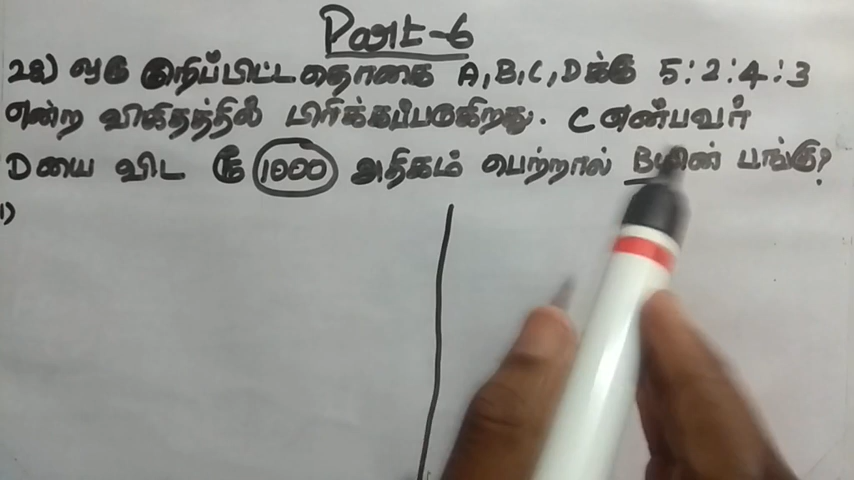 Part-6
28) ஒரு குறிப்பிட்ட தொகை A,B,C,Dக்கு 5:2:4:3
என்ற விகிதத்தில் பிரிக்கப்படுகிறது. C என்பவர்
Dயை விட ரூ 1000 அதிகம் பெற்றால் Bயின் பங்கு?
1)